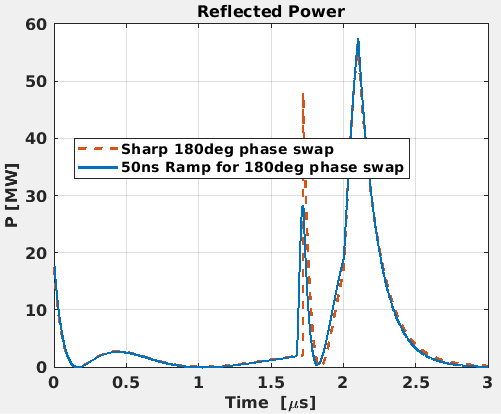 Reflected Power
60
50
40
30
20
10
0
P [MW]
Sharp 180deg phase swap
50ns Ramp for 180deg phase swap
0 0.5 1 1.5 2 2.5 3
Time [μs]